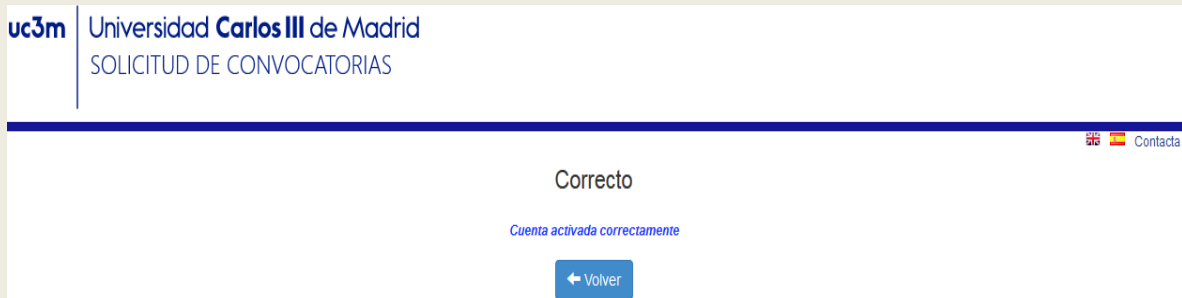 uc3m
Universidad Carlos III de Madrid
SOLICITUD DE CONVOCATORIAS
Contacta
Correcto
Cuenta activada correctamente
Volver